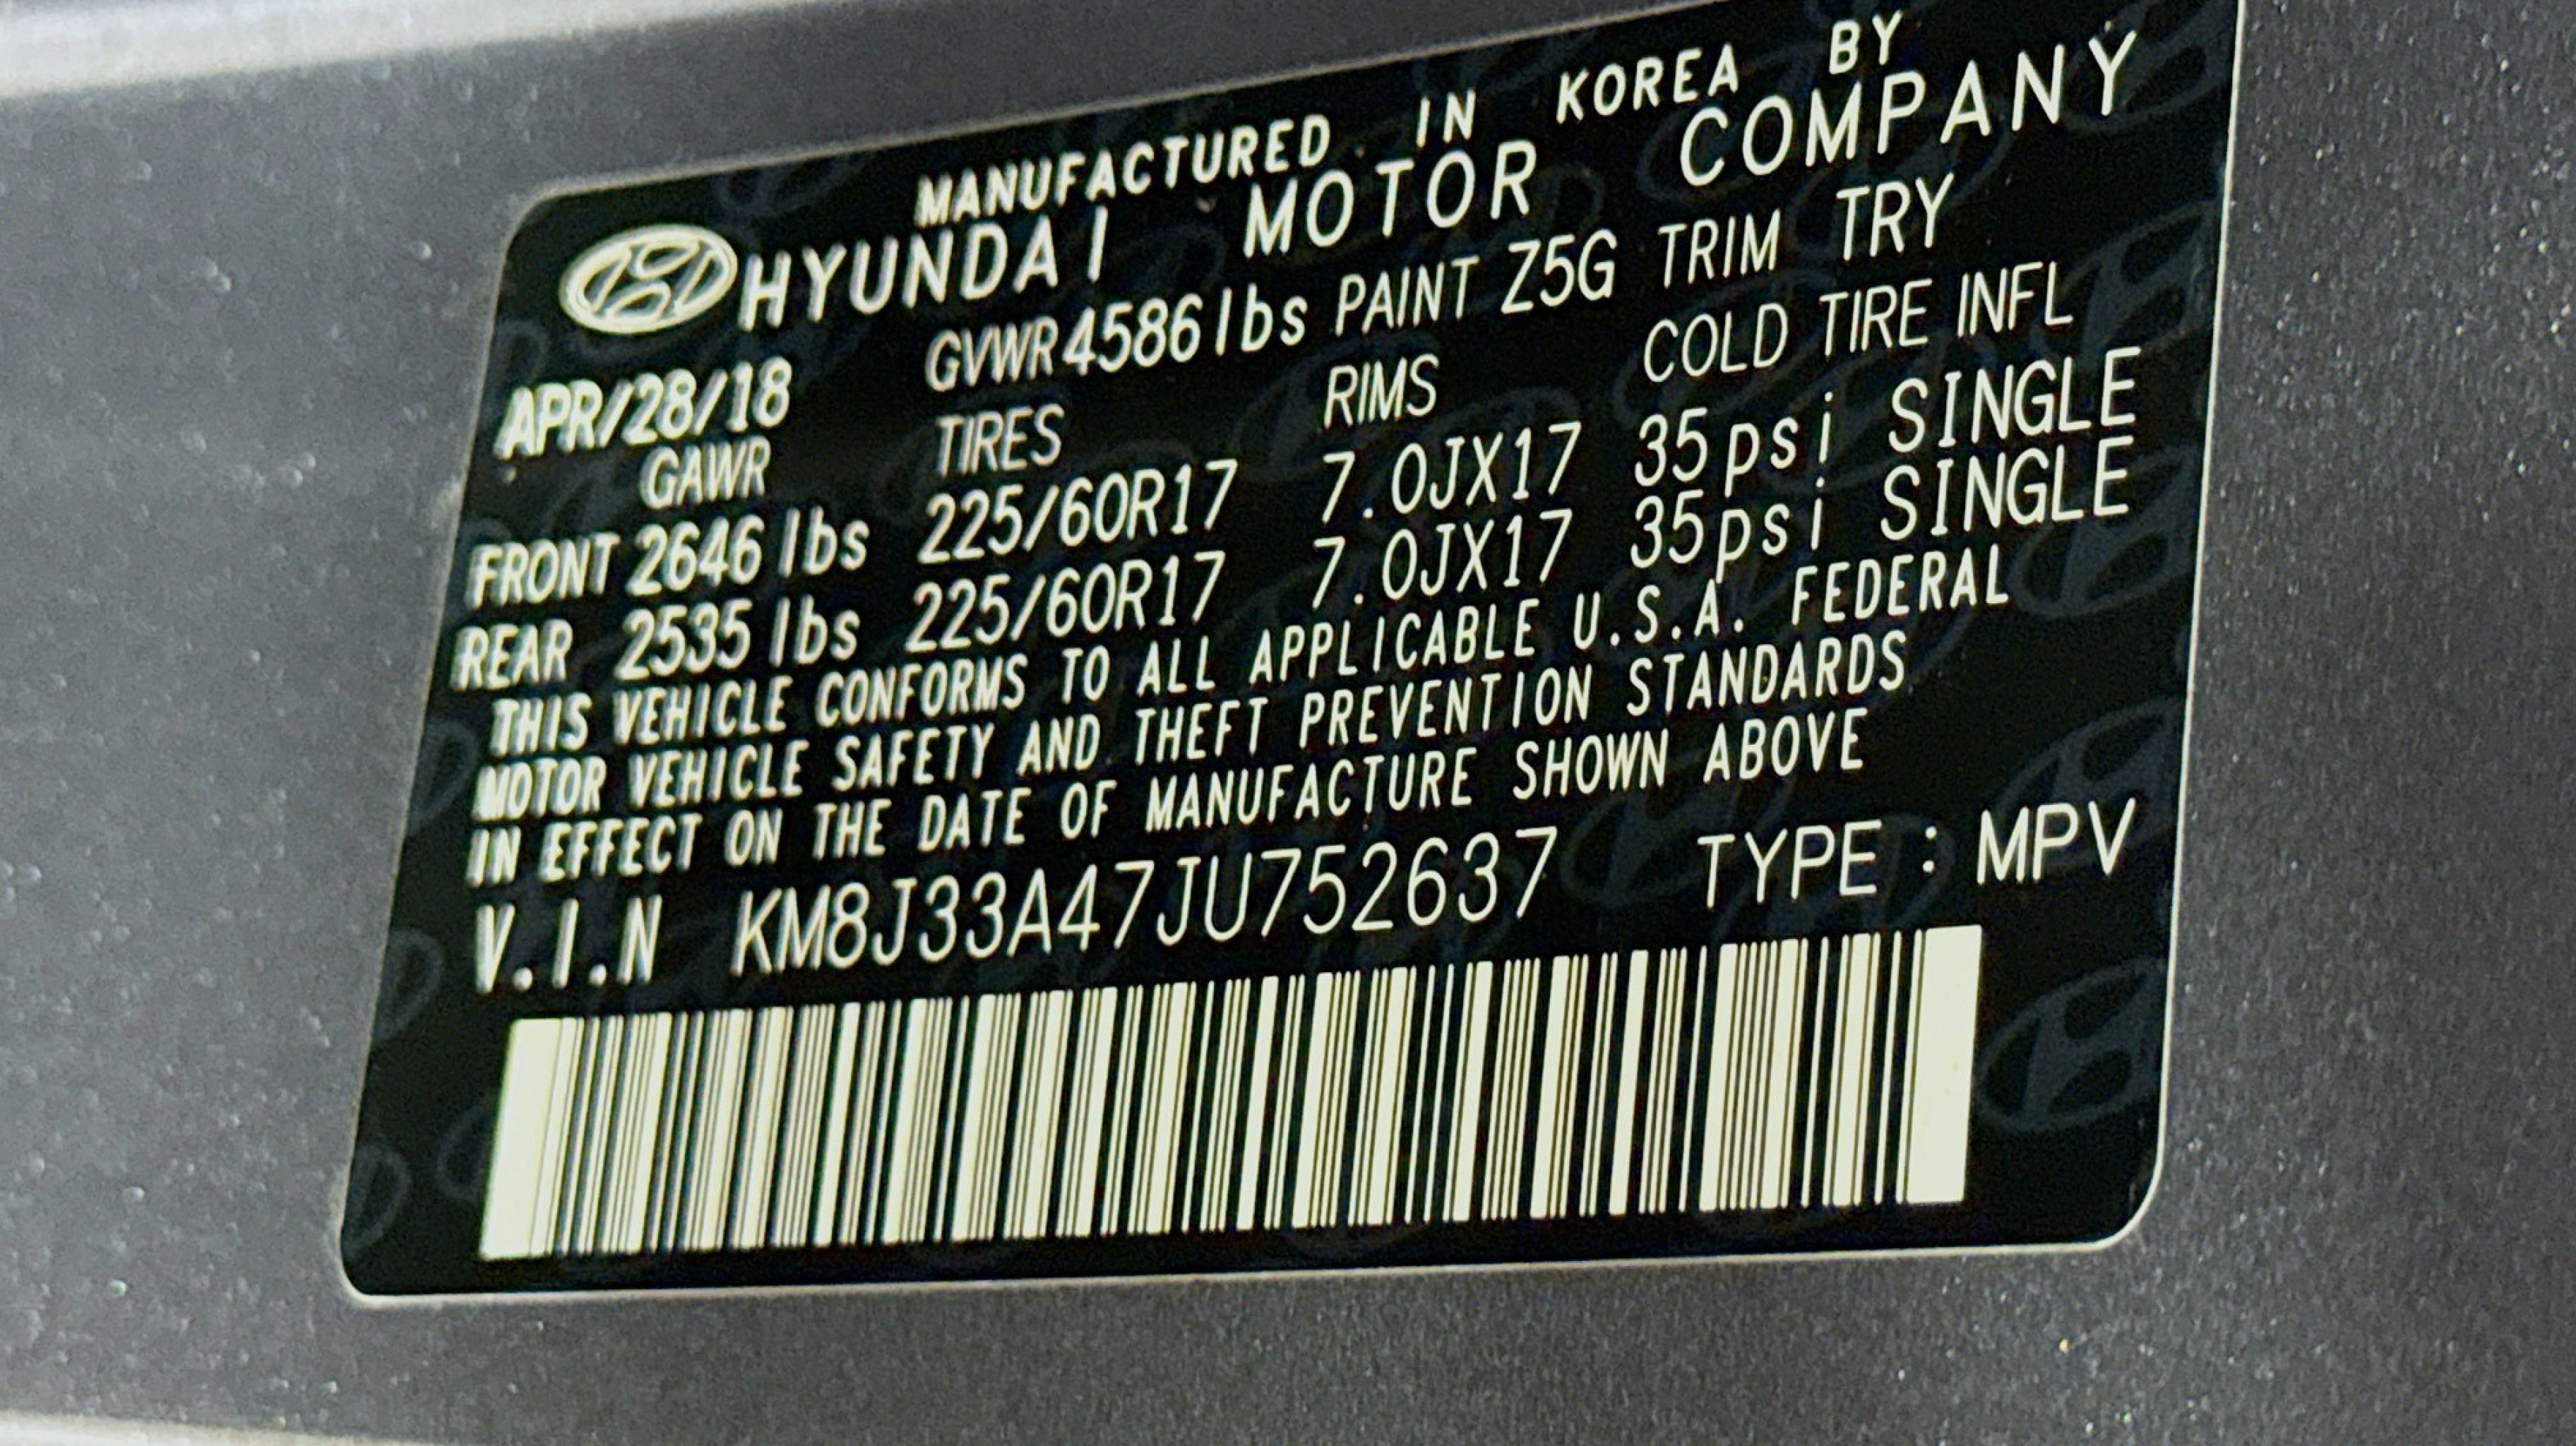 MANUFACTURED IN KOREA BY
HYUNDAI MOTOR COMPANY
APR/28/18 GVWR 4586lbs PAINT Z5G TRIM TRY
GAWR TIRES RIMS COLD TIRE INFL
FRONT 2646 lbs 225/60R17 7.0JX17 35psi SINGLE
REAR 2535 lbs 225/60R17 7.0JX17 35psi SINGLE
THIS VEHICLE CONFORMS TO ALL APPLICABLE U.S.A. FEDERAL
MOTOR VEHICLE SAFETY AND THEFT PREVENTION STANDARDS
IN EFFECT ON THE DATE OF MANUFACTURE SHOWN ABOVE
V.I.N KM8J33A47JU752637 TYPE : MPV